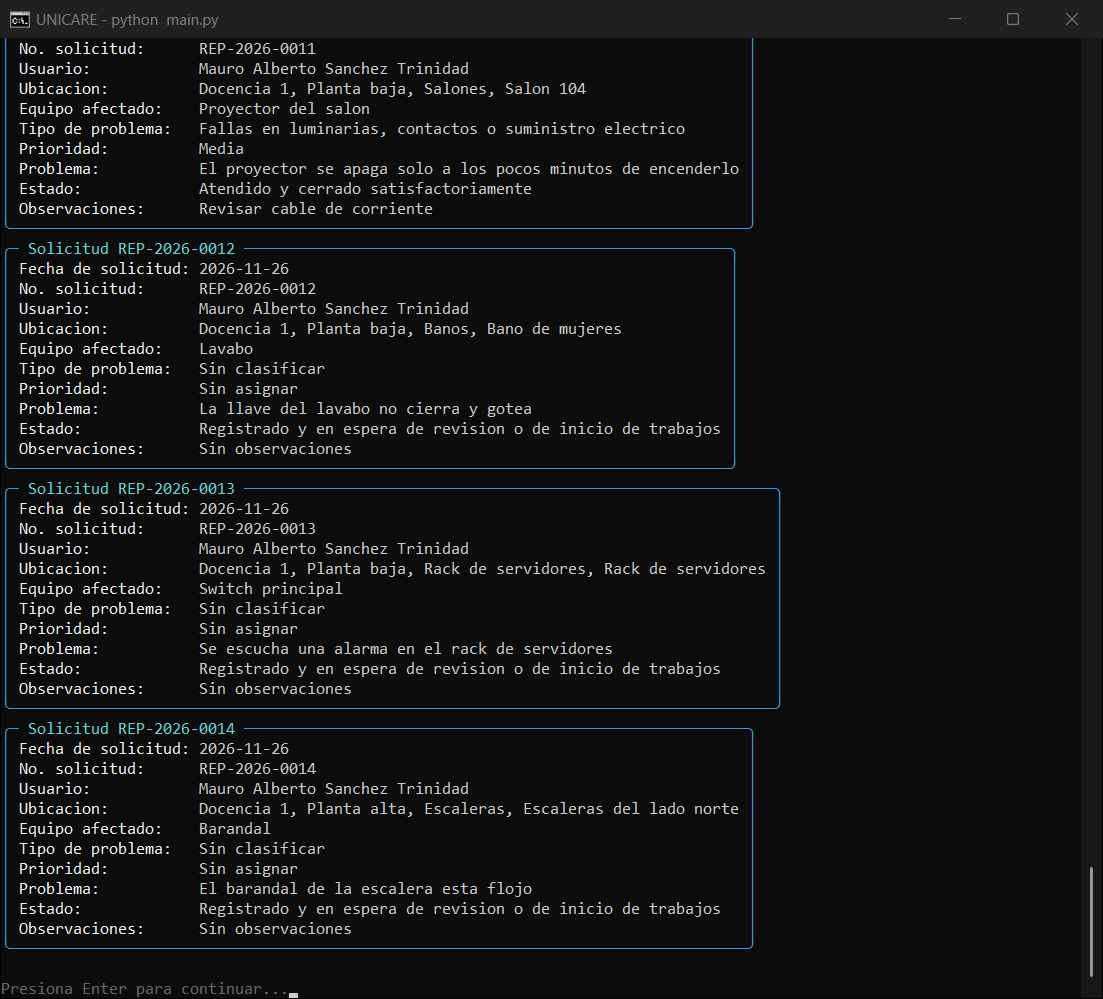 UNICARE - python  main.py
No. solicitud:      REP-2026-0011
Usuario:            Mauro Alberto Sanchez Trinidad
Ubicacion:          Docencia 1, Planta baja, Salones, Salon 104
Equipo afectado:    Proyector del salon
Tipo de problema:   Fallas en luminarias, contactos o suministro electrico
Prioridad:          Media
Problema:           El proyector se apaga solo a los pocos minutos de encenderlo
Estado:             Atendido y cerrado satisfactoriamente
Observaciones:      Revisar cable de corriente
Solicitud REP-2026-0012
Fecha de solicitud: 2026-11-26
No. solicitud:      REP-2026-0012
Usuario:            Mauro Alberto Sanchez Trinidad
Ubicacion:          Docencia 1, Planta baja, Banos, Bano de mujeres
Equipo afectado:    Lavabo
Tipo de problema:   Sin clasificar
Prioridad:          Sin asignar
Problema:           La llave del lavabo no cierra y gotea
Estado:             Registrado y en espera de revision o de inicio de trabajos
Observaciones:      Sin observaciones
Solicitud REP-2026-0013
Fecha de solicitud: 2026-11-26
No. solicitud:      REP-2026-0013
Usuario:            Mauro Alberto Sanchez Trinidad
Ubicacion:          Docencia 1, Planta baja, Rack de servidores, Rack de servidores
Equipo afectado:    Switch principal
Tipo de problema:   Sin clasificar
Prioridad:          Sin asignar
Problema:           Se escucha una alarma en el rack de servidores
Estado:             Registrado y en espera de revision o de inicio de trabajos
Observaciones:      Sin observaciones
Solicitud REP-2026-0014
Fecha de solicitud: 2026-11-26
No. solicitud:      REP-2026-0014
Usuario:            Mauro Alberto Sanchez Trinidad
Ubicacion:          Docencia 1, Planta alta, Escaleras, Escaleras del lado norte
Equipo afectado:    Barandal
Tipo de problema:   Sin clasificar
Prioridad:          Sin asignar
Problema:           El barandal de la escalera esta flojo
Estado:             Registrado y en espera de revision o de inicio de trabajos
Observaciones:      Sin observaciones
Presiona Enter para continuar...